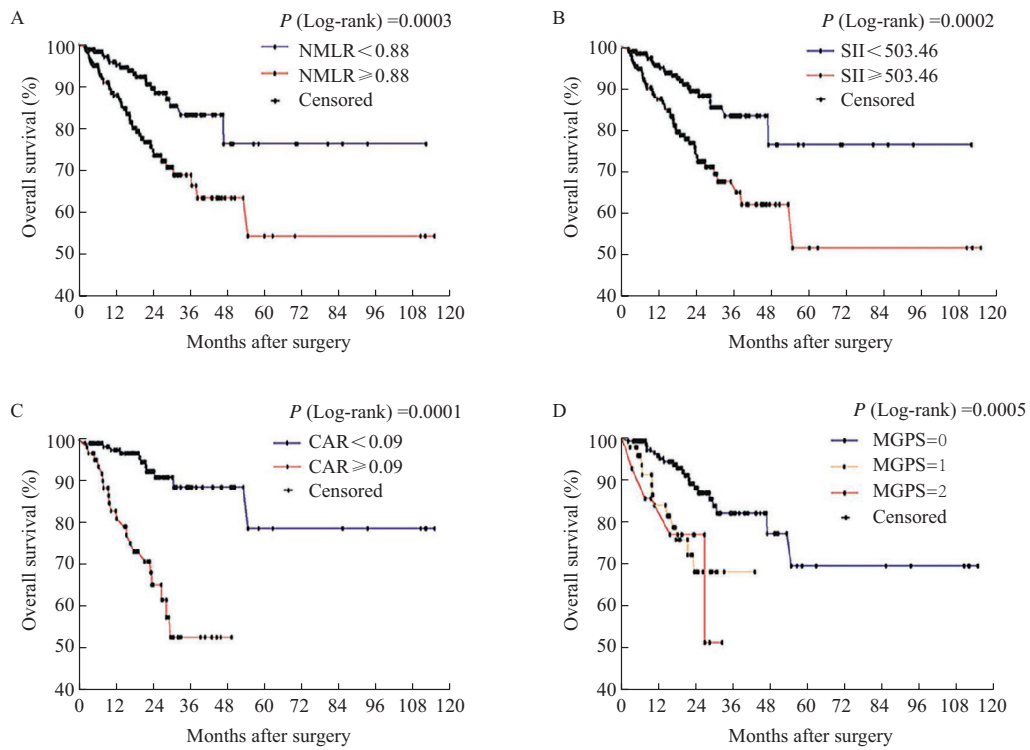 A
P (Log-rank) =0.0003
NMLR<0.88
NMLR≥0.88
Censored
Overall survival (%)
100
90
80
70
60
50
40
0 12 24 36 48 60 72 84 96 108 120
Months after surgery
B
P (Log-rank) =0.0002
SII<503.46
SII≥503.46
Censored
Overall survival (%)
100
90
80
70
60
50
40
0 12 24 36 48 60 72 84 96 108 120
Months after surgery
C
P (Log-rank) =0.0001
CAR<0.09
CAR≥0.09
Censored
Overall survival (%)
100
90
80
70
60
50
40
0 12 24 36 48 60 72 84 96 108 120
Months after surgery
D
P (Log-rank) =0.0005
MGPS=0
MGPS=1
MGPS=2
Censored
Overall survival (%)
100
90
80
70
60
50
40
0 12 24 36 48 60 72 84 96 108 120
Months after surgery